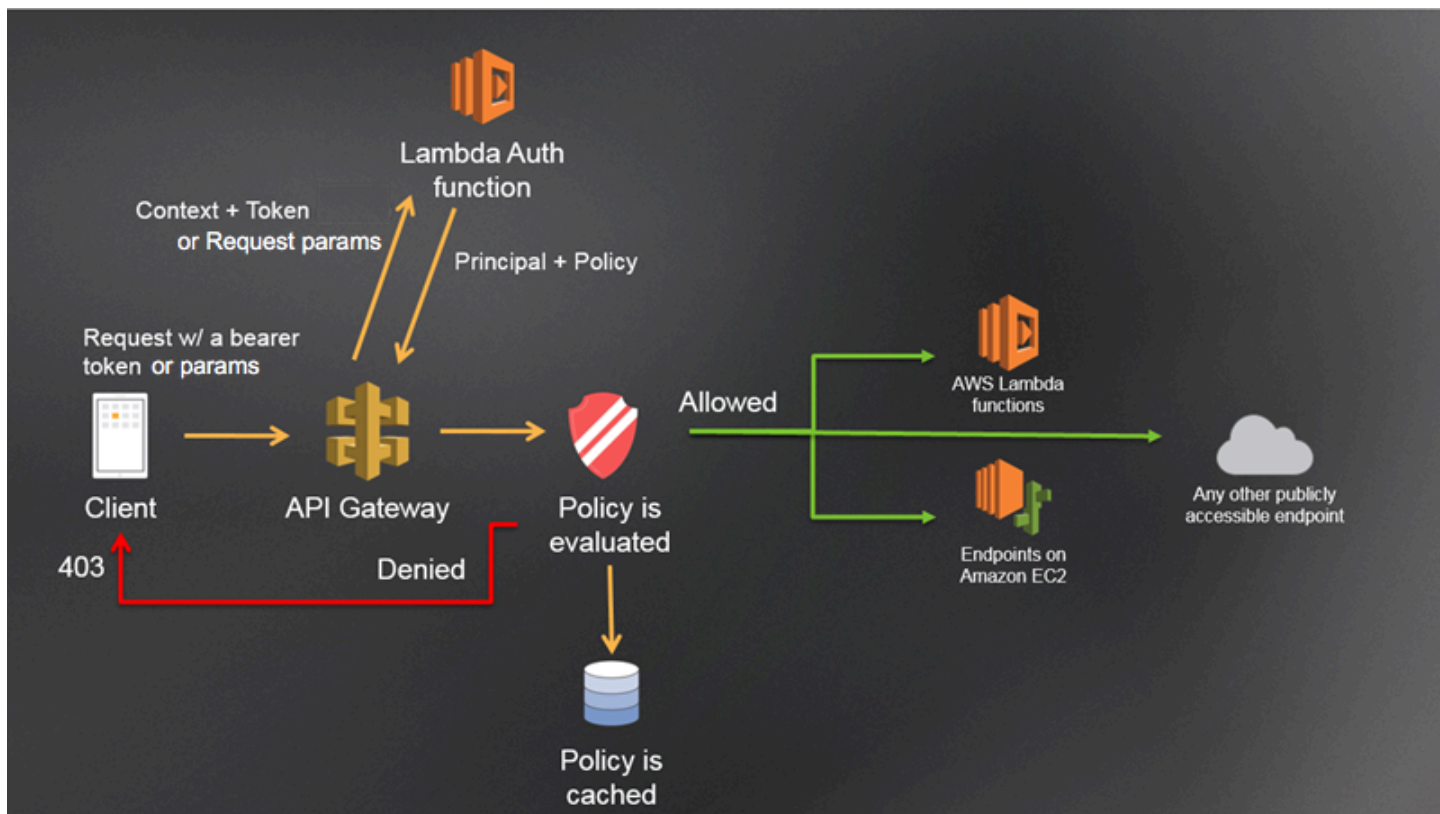 Lambda Auth
function
Context + Token
or Request params
Principal + Policy
Request w/ a bearer
token or params
Client
API Gateway
Policy is
evaluated
Allowed
AWS Lambda
functions
Any other publicly
accessible endpoint
Endpoints on
Amazon EC2
403
Denied
Policy is
cached